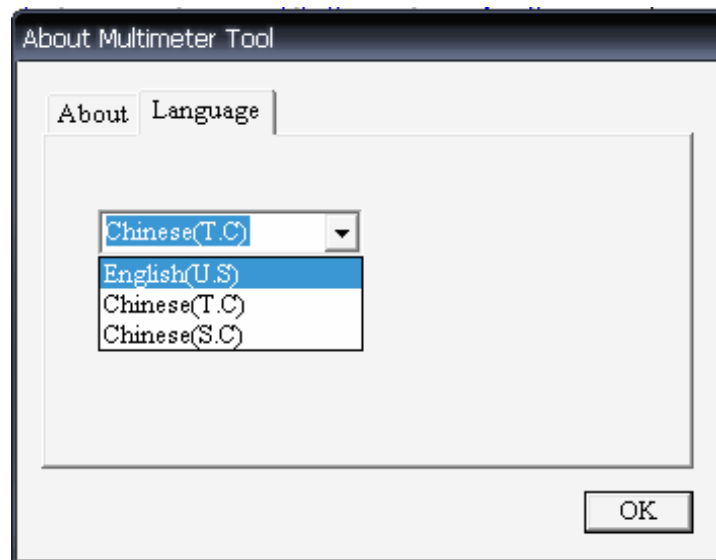 About Multimeter Tool
About Language
Chinese(T.C)
English(U.S)
Chinese(T.C)
Chinese(S.C)
OK